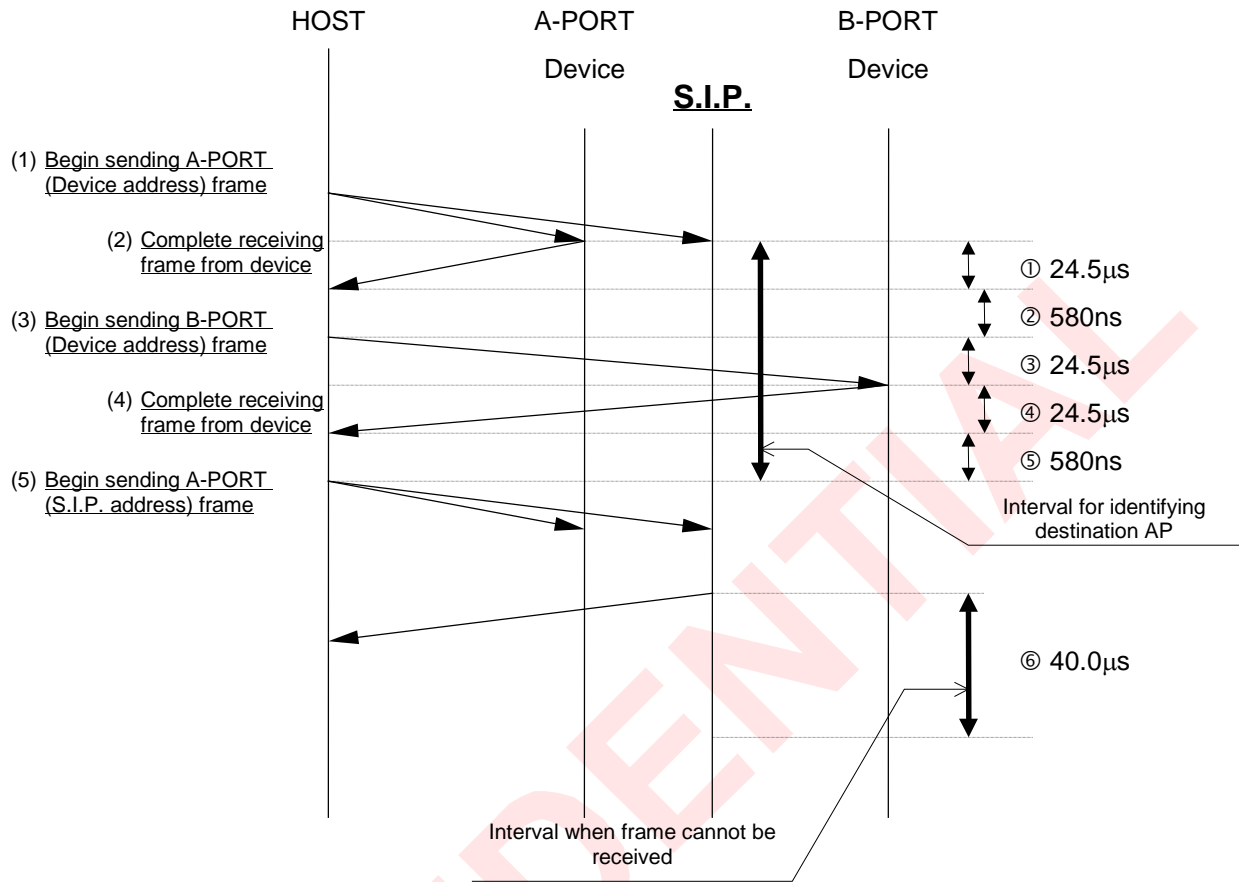 HOST
A-PORT
Device
B-PORT
Device
S.I.P.
(1) Begin sending A-PORT
(Device address) frame
(2) Complete receiving
frame from device
(3) Begin sending B-PORT
(Device address) frame
(4) Complete receiving
frame from device
(5) Begin sending A-PORT
(S.I.P. address) frame
① 24.5μs
② 580ns
③ 24.5μs
④ 24.5μs
⑤ 580ns
Interval for identifying
destination AP
⑥ 40.0μs
Interval when frame cannot be
received
DENTIAL